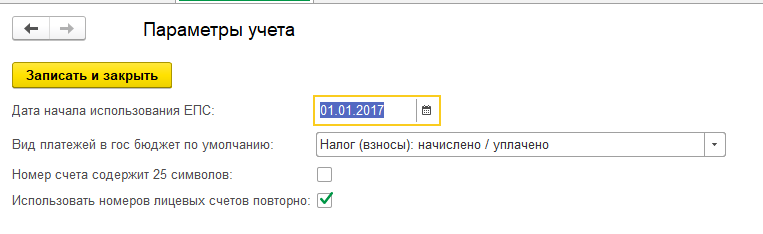 Параметры учета
Записать и закрыть
Дата начала использования ЕПС: 01.01.2017
Вид платежей в гос бюджет по умолчанию: Налог (взносы): начислено / уплачено
Номер счета содержит 25 символов:
Использовать номеров лицевых счетов повторно: